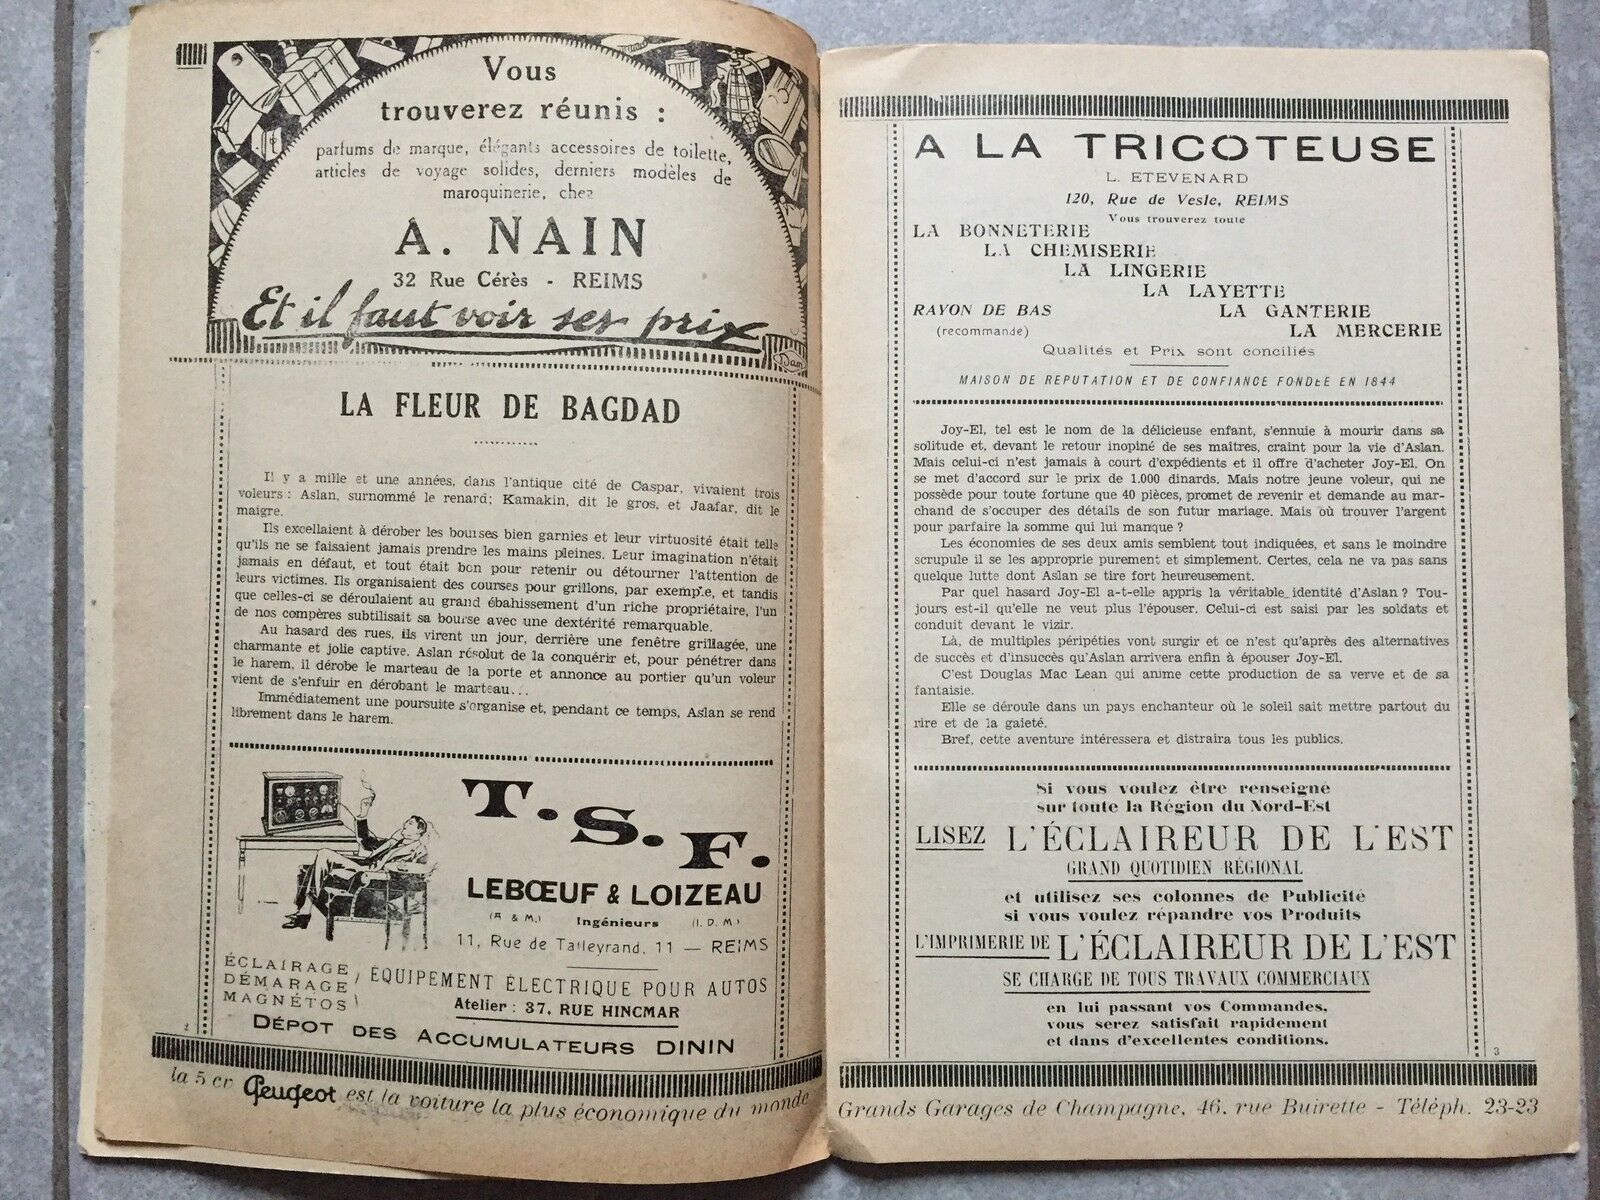 Vous
trouverez réunis :
parfums de marque, élégants accessoires de toilette,
articles de voyage solides, derniers modèles de
maroquinerie, chez
A. NAIN
32 Rue Cérès - REIMS
Et il faut voir ses prix
LA FLEUR DE BAGDAD
Il y a mille et une années, dans l'antique cité de Caspar, vivaient trois
voleurs : Aslan, surnommé le renard; Kamakin, dit le gros, et Jaafar, dit le
maigre.
Ils excellaient à dérober les bourses bien garnies et leur virtuosité était telle
qu'ils ne se faisaient jamais prendre les mains pleines. Leur imagination n'était
jamais en défaut, et tout était bon pour retenir ou détourner l'attention de
leurs victimes. Ils organisaient des courses pour grillons, par exemp.e, et tandis
que celles-ci se déroulaient au grand ébahissement d'un riche propriétaire, l'un
de nos compères subtilisait sa bourse avec une dextérité remarquable.
Au hasard des rues, ils virent un jour, derrière une fenêtre grillagée, une
charmante et jolie captive. Aslan résolut de la conquérir et, pour pénétrer dans
le harem, il dérobe le marteau de la porte et annonce au portier qu'un voleur
vient de s'enfuir en dérobant le marteau...
Immédiatement une poursuite s'organise et, pendant ce temps, Aslan se rend
librement dans le harem.
T.S.F.
LEBŒUF & LOIZEAU
(A & M.) Ingénieurs (I. D. M)
11, Rue de Talleyrand, 11 — REIMS
ÉCLAIRAGE
DÉMARAGE
MAGNÉTOS
ÉQUIPEMENT ÉLECTRIQUE POUR AUTOS
Atelier : 37, RUE HINCMAR
DÉPOT DES ACCUMULATEURS DININ
2
la 5 cv Peugeot est la voiture la plus économique du monde
A LA TRICOTEUSE
L. ETEVENARD
120, Rue de Vesle, REIMS
Vous trouverez toute
LA BONNETERIE
LA CHEMISERIE
LA LINGERIE
LA LAYETTE
RAYON DE BAS LA GANTERIE
(recommandé) LA MERCERIE
Qualités et Prix sont conciliés
MAISON DE REPUTATION ET DE CONFIANCE FONDEE EN 1844
Joy-El, tel est le nom de la délicieuse enfant, s'ennuie à mourir dans sa
solitude et, devant le retour inopiné de ses maîtres, craint pour la vie d'Aslan.
Mais celui-ci n'est jamais à court d'expédients et il offre d'acheter Joy-El. On
se met d'accord sur le prix de 1.000 dinards. Mais notre jeune voleur, qui ne
possède pour toute fortune que 40 pièces, promet de revenir et demande au mar-
chand de s'occuper des détails de son futur mariage. Mais où trouver l'argent
pour parfaire la somme qui lui manque ?
Les économies de ses deux amis semblent tout indiquées, et sans le moindre
scrupule il se les approprie purement et simplement. Certes, cela ne va pas sans
quelque lutte dont Aslan se tire fort heureusement.
Par quel hasard Joy-El a-t-elle appris la véritable identité d'Aslan ? Tou-
jours est-il qu'elle ne veut plus l'épouser. Celui-ci est saisi par les soldats et
conduit devant le vizir.
Là, de multiples péripéties vont surgir et ce n'est qu'après des alternatives
de succès et d'insuccès qu'Aslan arrivera enfin à épouser Joy-El.
C'est Douglas Mac Lean qui anime cette production de sa verve et de sa
fantaisie.
Elle se déroule dans un pays enchanteur où le soleil sait mettre partout du
rire et de la gaieté.
Bref, cette aventure intéressera et distraira tous les publics.
Si vous voulez être renseigné
sur toute la Région du Nord-Est
LISEZ L'ÉCLAIREUR DE L'EST
GRAND QUOTIDIEN RÉGIONAL
et utilisez ses colonnes de Publicité
si vous voulez répandre vos Produits
L'IMPRIMERIE DE L'ÉCLAIREUR DE L'EST
SE CHARGE DE TOUS TRAVAUX COMMERCIAUX
en lui passant vos Commandes,
vous serez satisfait rapidement
et dans d'excellentes conditions.
3
Grands Garages de Champagne, 46, rue Buirette - Téléph. 23-23